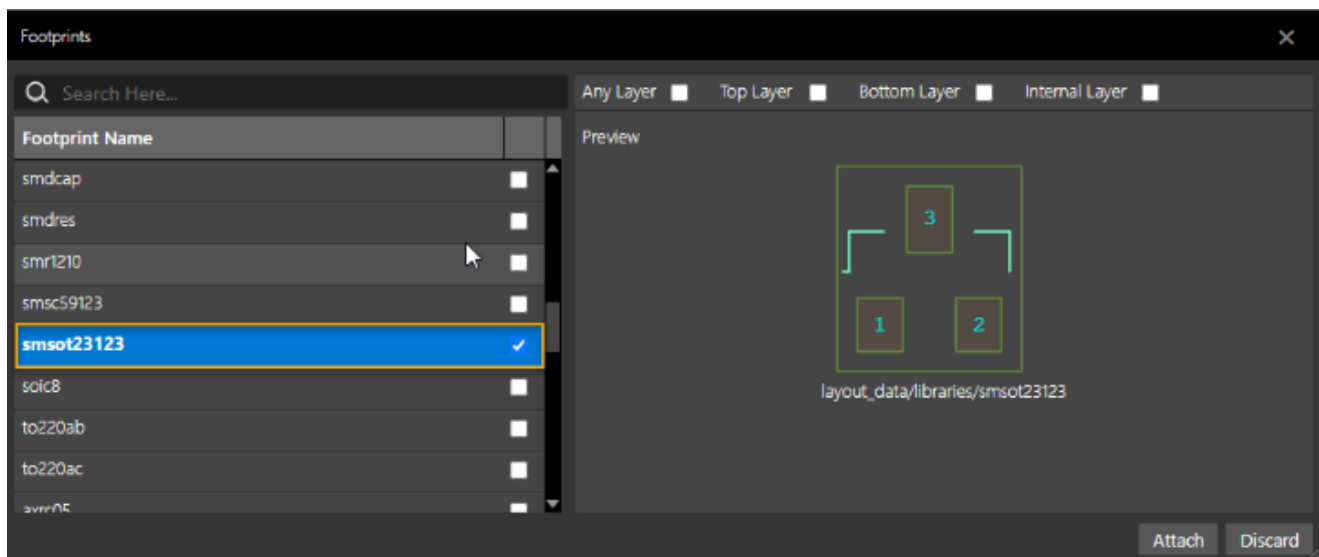 Footprints
Search Here...
Any Layer Top Layer Bottom Layer Internal Layer
Footprint Name
Preview
smdcap
smdres
smr1210
smsc59123
smsot23123
soic8
to220ab
to220ac
axrc05
3
1 2
layout_data/libraries/smsot23123
Attach Discard